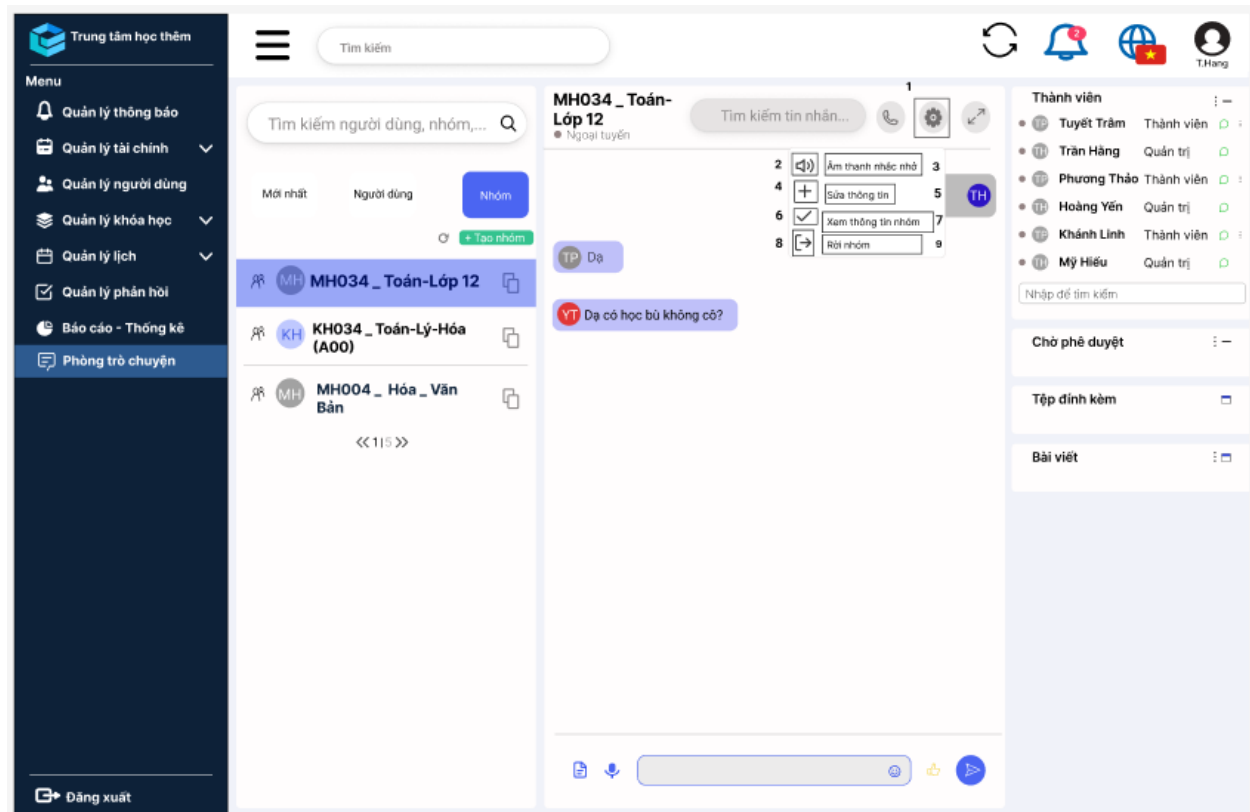 Trung tâm học thêm
Menu
Quản lý thông báo
Quản lý tài chính
Quản lý người dùng
Quản lý khóa học
Quản lý lịch
Quản lý phản hồi
Báo cáo - Thống kê
Phòng trò chuyện
Đăng xuất
Tìm kiếm
2
T.Hang
Tìm kiếm người dùng, nhóm,...
Mới nhất
Người dùng
Nhóm
+ Tạo nhóm
MH
MH034 _ Toán-Lớp 12
KH
KH034 _ Toán-Lý-Hóa
(A00)
MH
MH004 _ Hóa _ Văn
Bản
1|5
MH034 _ Toán-
Lớp 12
Ngoại tuyến
Tìm kiếm tin nhắn...
1
2 Âm thanh nhắc nhở 3
4 Sửa thông tin 5
6 Xem thông tin nhóm 7
8 Rời nhóm 9
TH
TP Dạ
YT Dạ có học bù không cô?
Thành viên
TP Tuyết Trâm Thành viên
TH Trần Hằng Quản trị
TP Phương Thảo Thành viên
TH Hoàng Yến Quản trị
TP Khánh Linh Thành viên
TH Mỹ Hiếu Quản trị
Nhập để tìm kiếm
Chờ phê duyệt
Tệp đính kèm
Bài viết